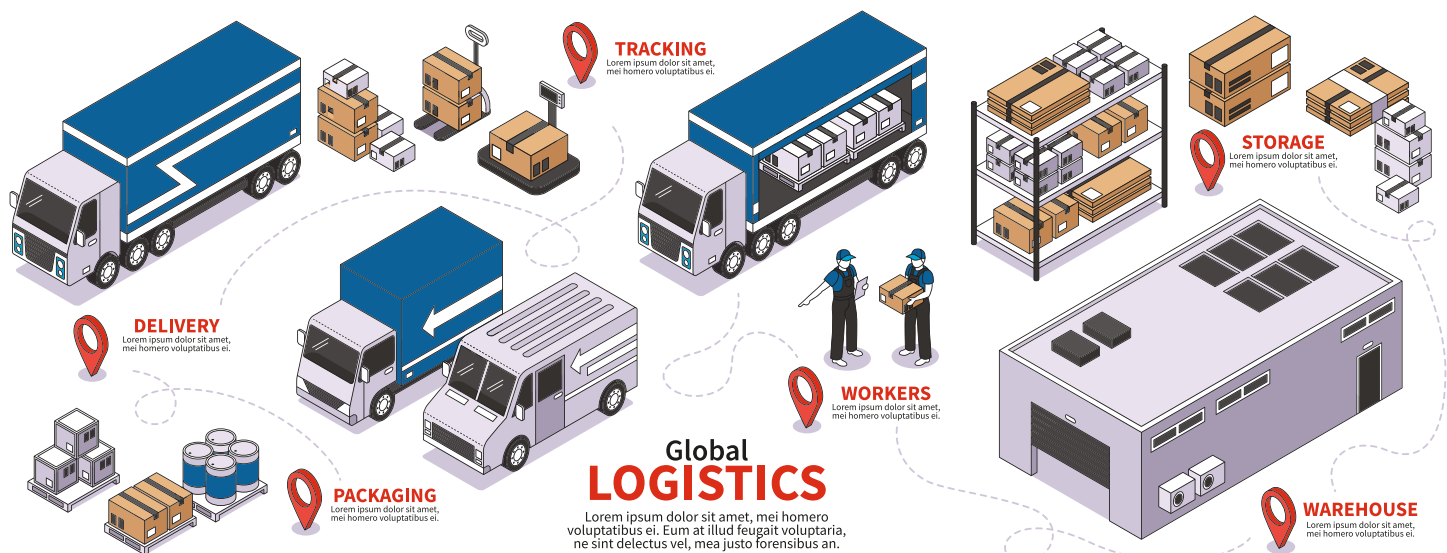 TRACKING
Lorem ipsum dolor sit amet,
mei homero voluptatibus ei.
STORAGE
Lorem ipsum dolor sit amet,
mei homero voluptatibus ei.
DELIVERY
Lorem ipsum dolor sit amet,
mei homero voluptatibus ei.
WORKERS
Lorem ipsum dolor sit amet,
mei homero voluptatibus ei.
PACKAGING
Lorem ipsum dolor sit amet,
mei homero voluptatibus ei.
Global
LOGISTICS
Lorem ipsum dolor sit amet, mei homero
voluptatibus ei. Eum at illud feugait voluptaria,
ne sint delectus vel, mea justo forensibus an.
WAREHOUSE
Lorem ipsum dolor sit amet,
mei homero voluptatibus ei.